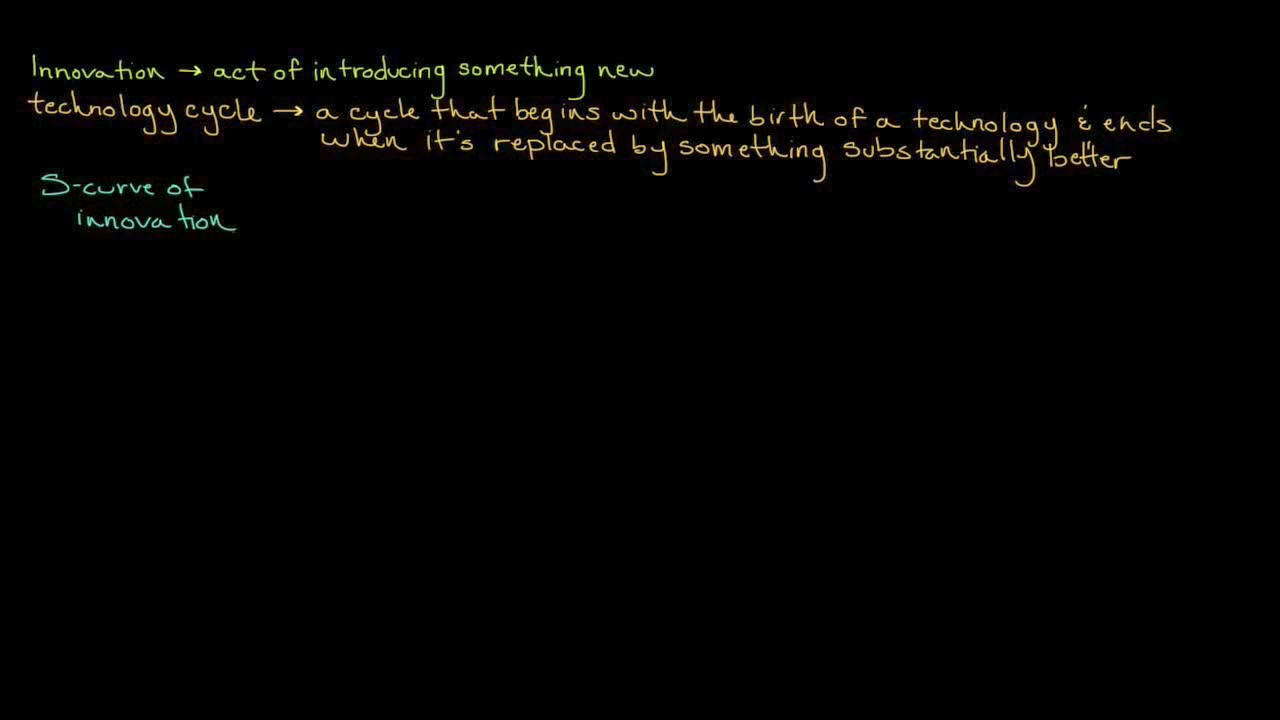 Innovation → act of introducing something new
technology cycle → a cycle that begins with the birth of a technology & ends
when it's replaced by something substantially better
S-curve of
innovation